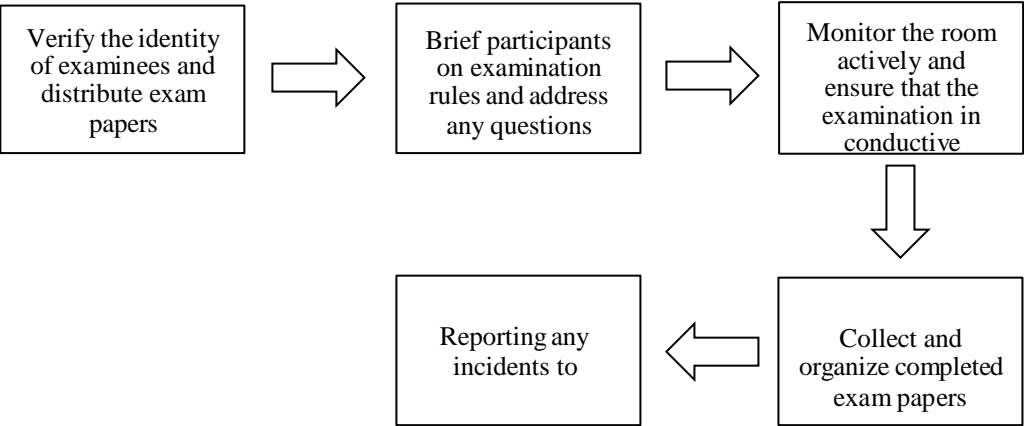 Verify the identity
of examinees and
distribute exam
papers
Brief participants
on examination
rules and address
any questions
Monitor the room
actively and
ensure that the
examination in
conductive
Collect and
organize completed
exam papers
Reporting any
incidents to